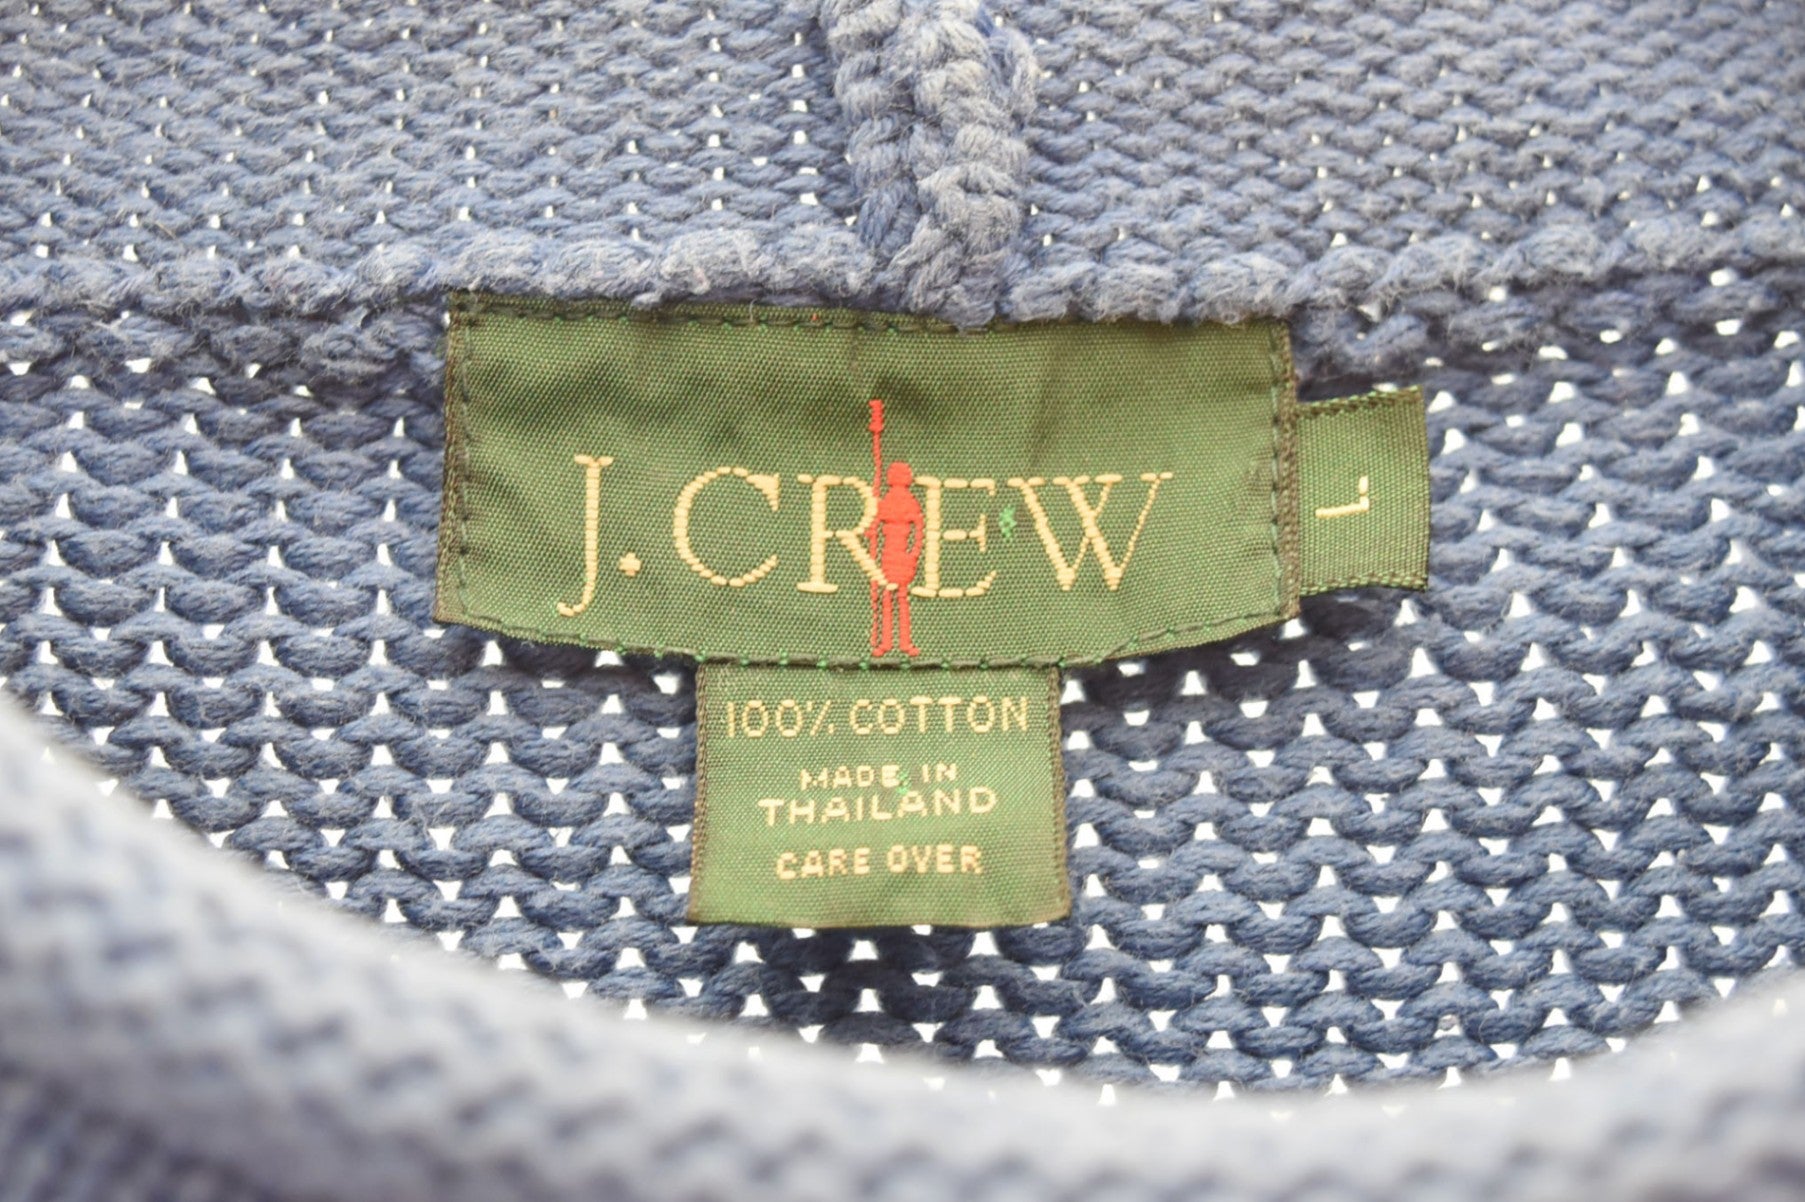 J.CREW
L
100% COTTON
MADE IN
THAILAND
CARE OVER